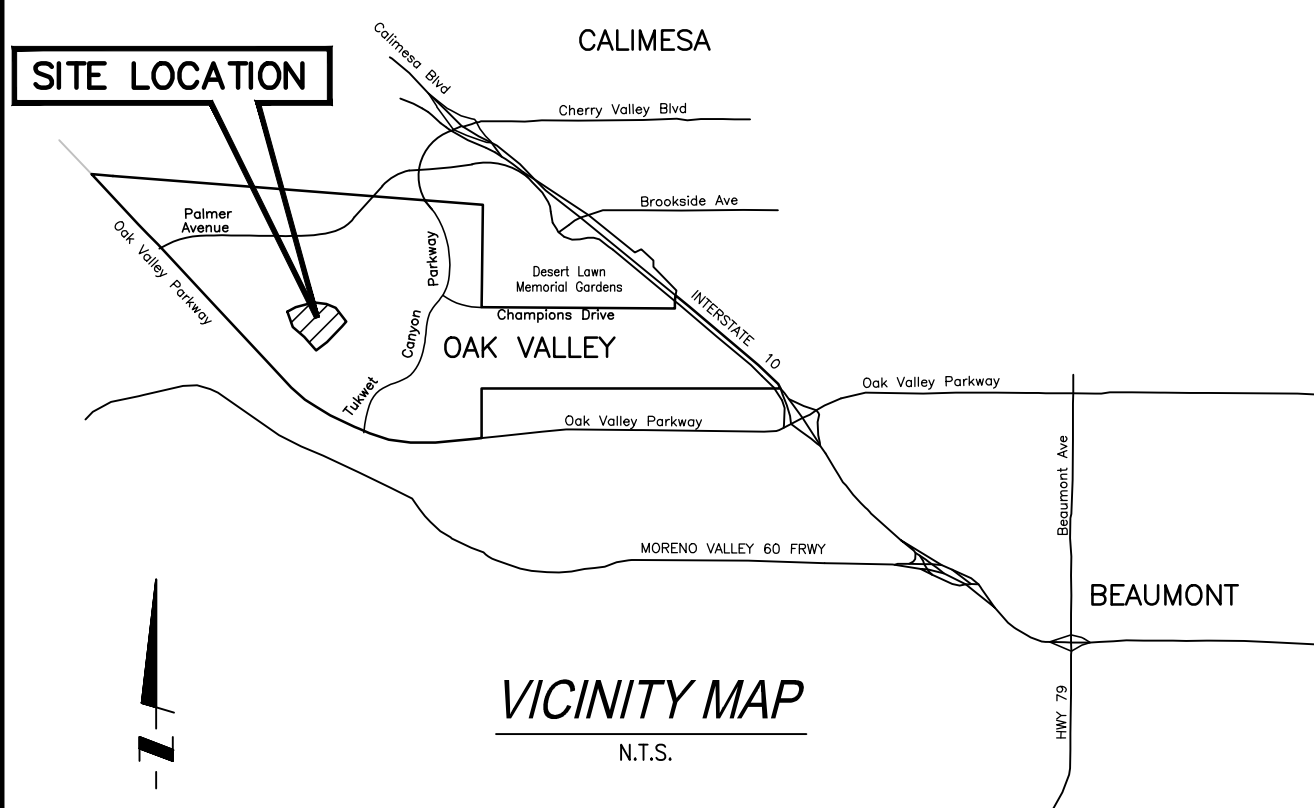 CALIMESA
Calimesa Blvd
SITE LOCATION
Cherry Valley Blvd
Brookside Ave
Palmer
Avenue
Oak Valley Parkway
Tukwet Canyon Parkway
Desert Lawn
Memorial Gardens
Champions Drive
INTERSTATE 10
OAK VALLEY
Oak Valley Parkway
Oak Valley Parkway
Beaumont Ave
MORENO VALLEY 60 FRWY
BEAUMONT
HWY 79
VICINITY MAP
N.T.S.
N